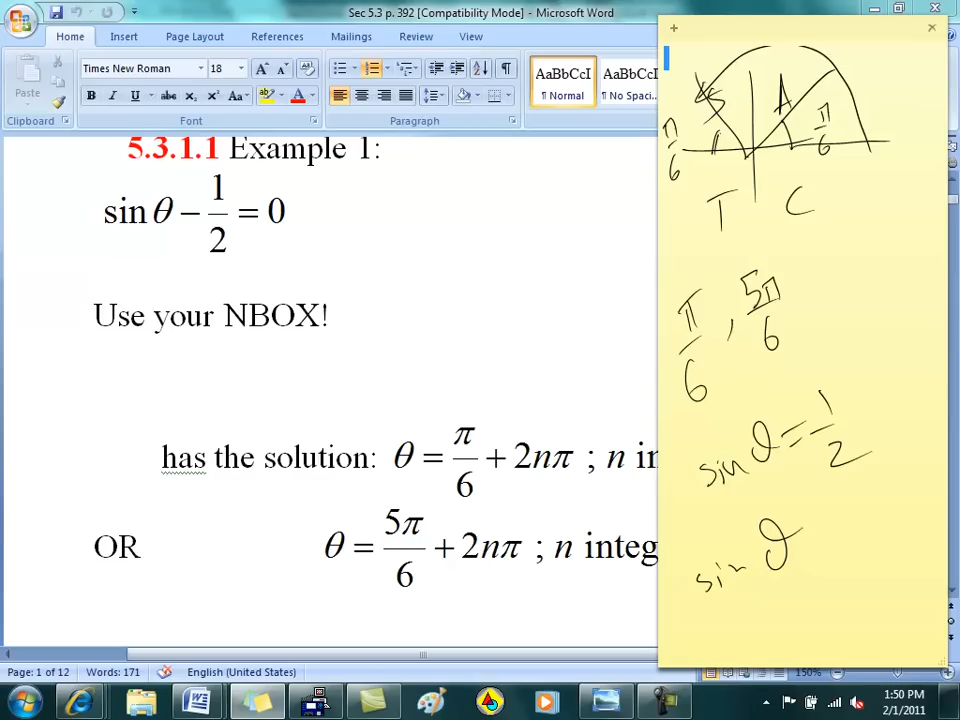 Sec 5.3 p. 392 [Compatibility Mode] - Microsoft Word
Home Insert Page Layout References Mailings Review View
Paste
Times New Roman 18
B I U abc x₂ x² Aa A
AaBbCcI AaBbCcI
¶ Normal ¶ No Spaci...
Clipboard Font Paragraph
5.3.1.1 Example 1:
sin θ − 1/2 = 0
Use your NBOX!
has the solution: θ = π/6 + 2nπ ; n in
OR θ = 5π/6 + 2nπ ; n integ
S A
π/6 π/6
T C
π/6 , 5π/6
sin θ = 1/2
sin θ
Page: 1 of 12 Words: 171 English (United States) 150%
1:50 PM
2/1/2011